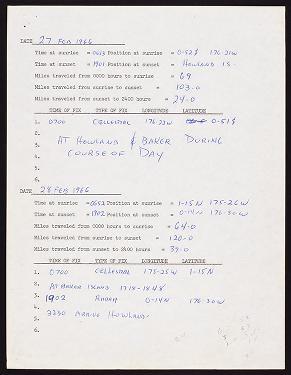 DATE 27 FEB 1966
Time at sunrise = 0653 Position at sunrise = 0-52S 176-21W
Time at sunset = 1901 Position at sunset = HOWLAND IS-
Miles traveled from 0000 hours to sunrise = 69
Miles traveled from sunrise to sunset = 103.0
Miles traveled from sunset to 2400 hours = 24.0
TIME OF FIX TYPE OF FIX LONGITUDE LATITUDE
1. 0700 CELLESTIAL 176-22W 0-51S
2.
3. AT HOWLAND & BAKER DURING
4. COURSE OF DAY
5.
6.
DATE 28 FEB 1966
Time at sunrise = 0652 Position at sunrise = 1-15N 175-26W
Time at sunset = 1902 Position at sunset = 0-14N 176-30W
Miles traveled from 0000 hours to sunrise = 64.0
Miles traveled from sunrise to sunset = 120.0
Miles traveled from sunset to 2400 hours = 39.0
TIME OF FIX TYPE OF FIX LONGITUDE LATITUDE
1. 0700 CELLESTIAL 175-25W 1-15N
2. AT BAKER ISLAND 1718-1848
3. 1902 RADAR 0-14N 176-30W
4. 2230 ARRIVE HOWLAND.
5.
6.